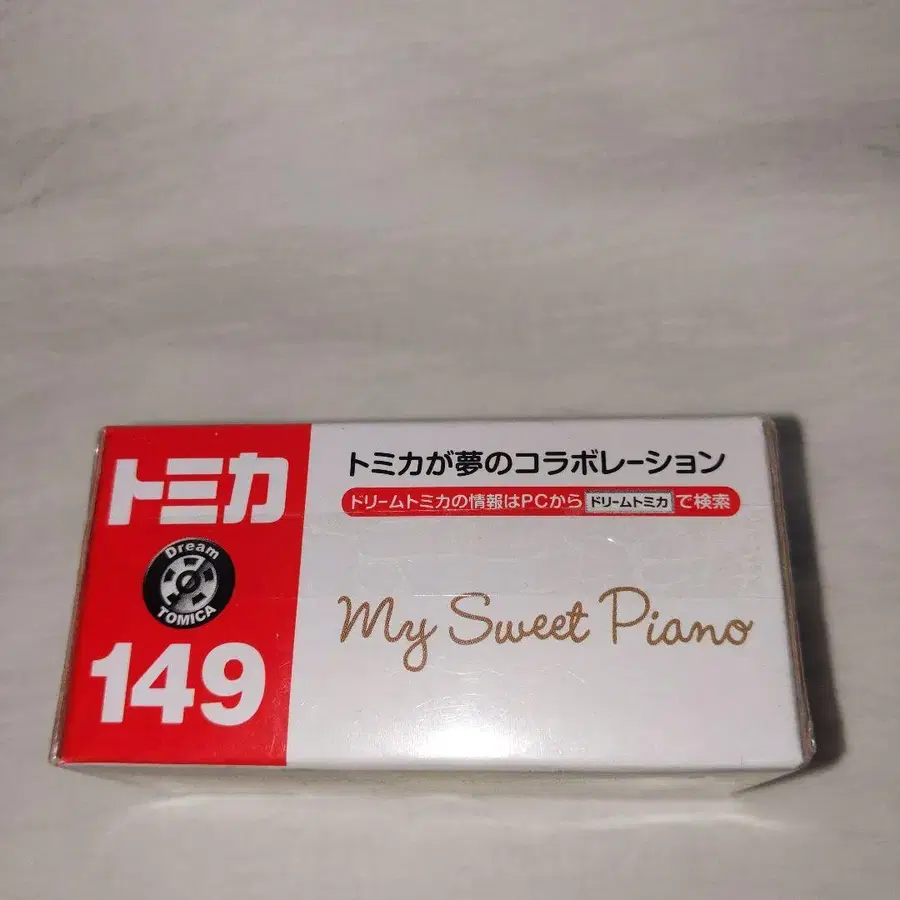 トミカ
Dream
TOMICA
149
トミカが夢のコラボレーション
ドリームトミカの情報はPCから ドリームトミカ で検索
My Sweet Piano